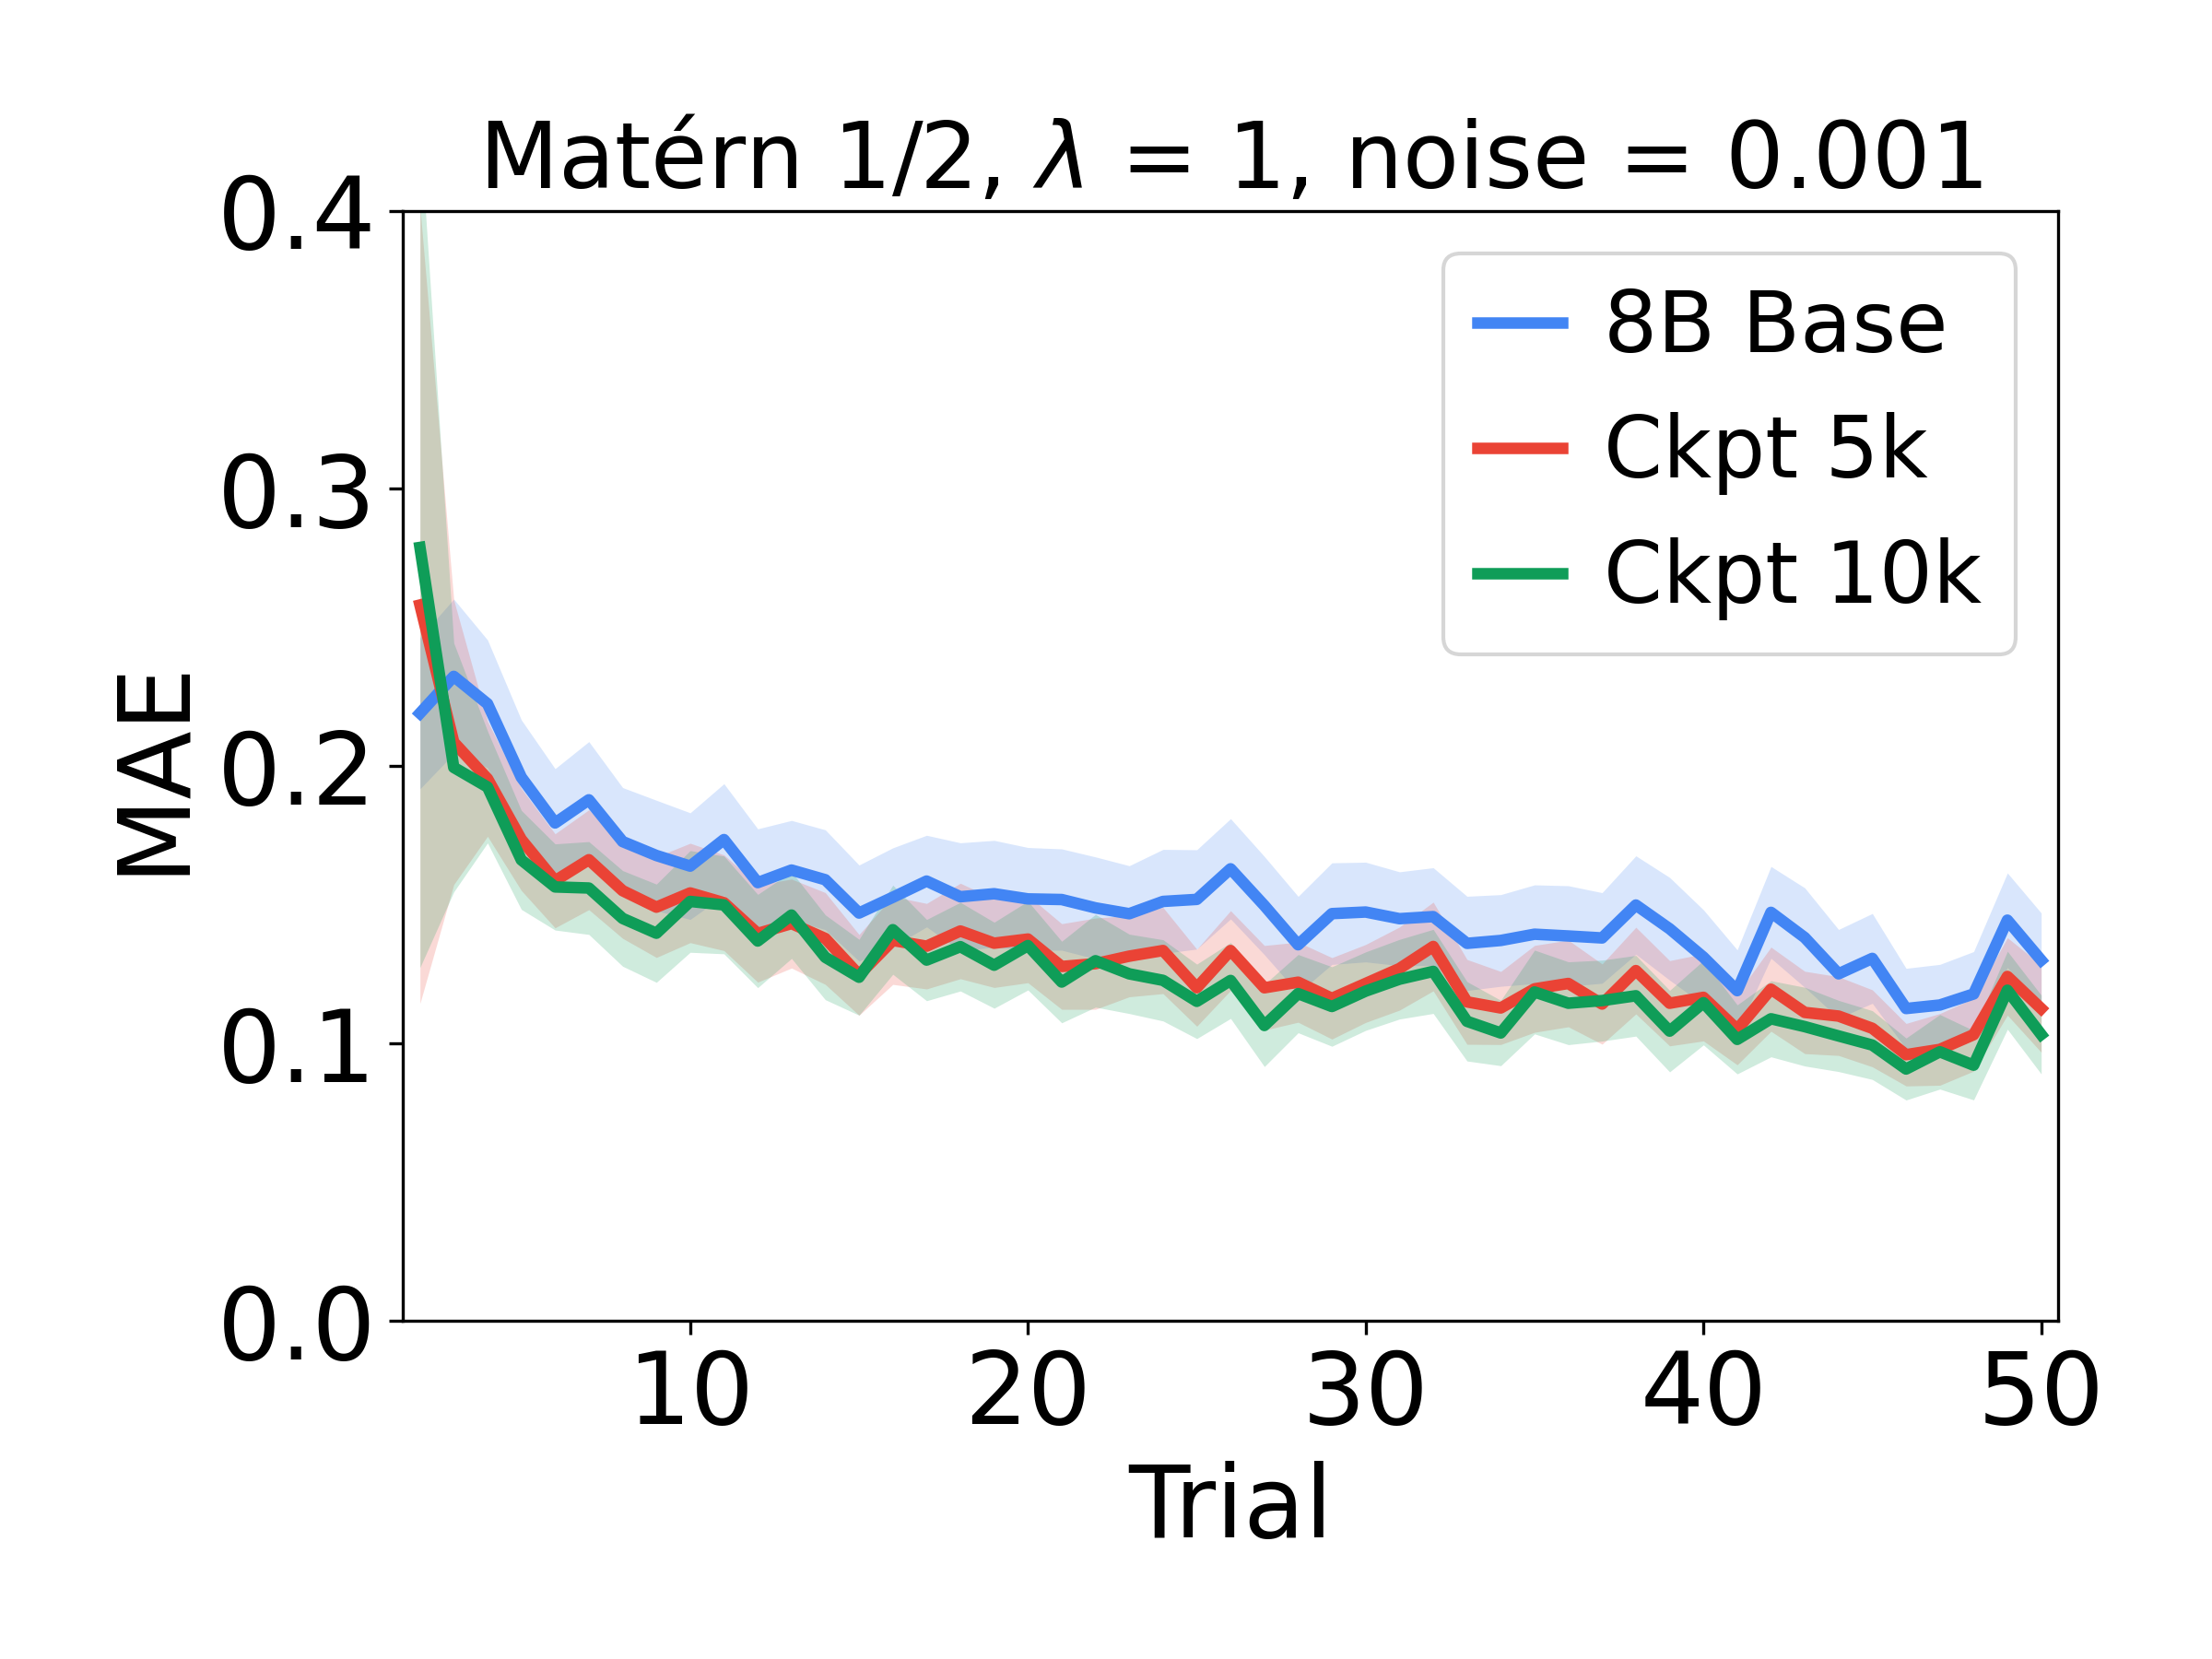 Matérn 1/2, λ = 1, noise = 0.001
0.4
0.3
0.2
0.1
0.0
MAE
8B Base
Ckpt 5k
Ckpt 10k
10 20 30 40 50
Trial